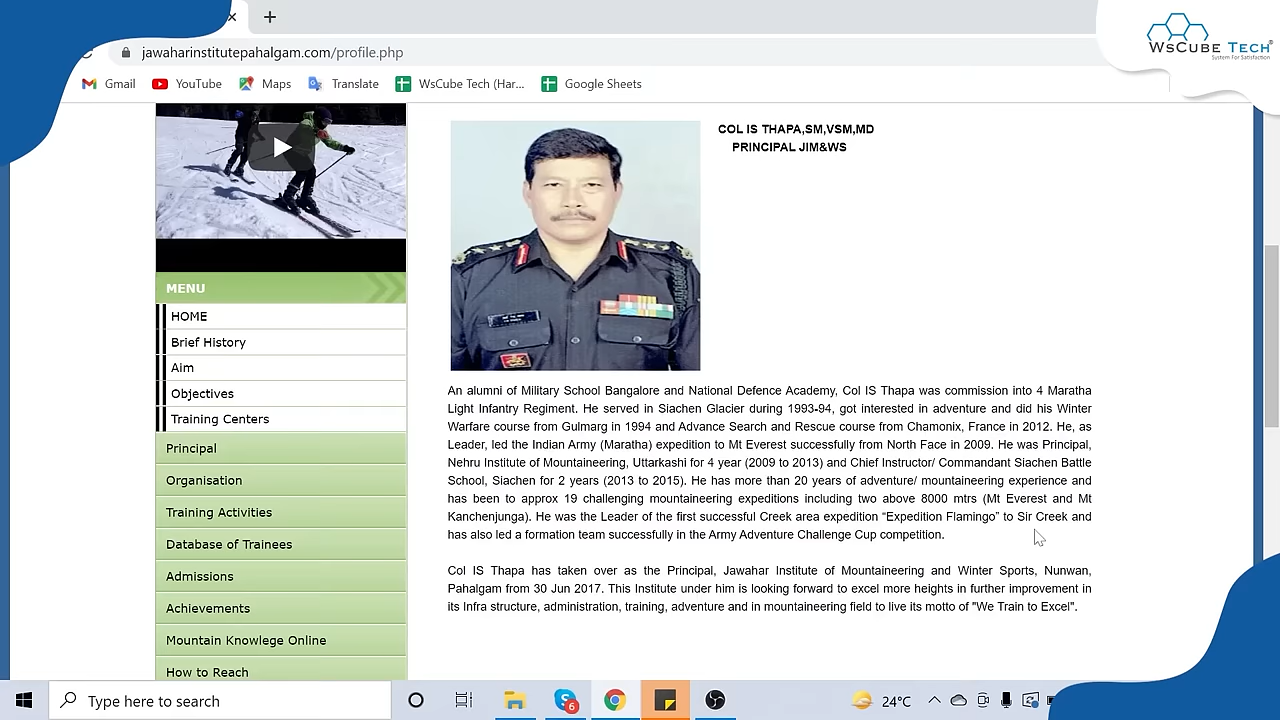 jawaharinstitutepahalgam.com/profile.php
WsCube Tech®
System For Satisfaction
Gmail
YouTube
Maps
Translate
WsCube Tech (Har...
Google Sheets
COL IS THAPA,SM,VSM,MD
PRINCIPAL JIM&WS
MENU
HOME
Brief History
Aim
Objectives
Training Centers
Principal
Organisation
Training Activities
Database of Trainees
Admissions
Achievements
Mountain Knowlege Online
How to Reach
An alumni of Military School Bangalore and National Defence Academy, Col IS Thapa was commission into 4 Maratha
Light Infantry Regiment. He served in Siachen Glacier during 1993-94, got interested in adventure and did his Winter
Warfare course from Gulmarg in 1994 and Advance Search and Rescue course from Chamonix, France in 2012. He, as
Leader, led the Indian Army (Maratha) expedition to Mt Everest successfully from North Face in 2009. He was Principal,
Nehru Institute of Mountaineering, Uttarkashi for 4 year (2009 to 2013) and Chief Instructor/ Commandant Siachen Battle
School, Siachen for 2 years (2013 to 2015). He has more than 20 years of adventure/ mountaineering experience and
has been to approx 19 challenging mountaineering expeditions including two above 8000 mtrs (Mt Everest and Mt
Kanchenjunga). He was the Leader of the first successful Creek area expedition “Expedition Flamingo” to Sir Creek and
has also led a formation team successfully in the Army Adventure Challenge Cup competition.
Col IS Thapa has taken over as the Principal, Jawahar Institute of Mountaineering and Winter Sports, Nunwan,
Pahalgam from 30 Jun 2017. This Institute under him is looking forward to excel more heights in further improvement in
its Infra structure, administration, training, adventure and in mountaineering field to live its motto of "We Train to Excel".
Type here to search
6
24°C